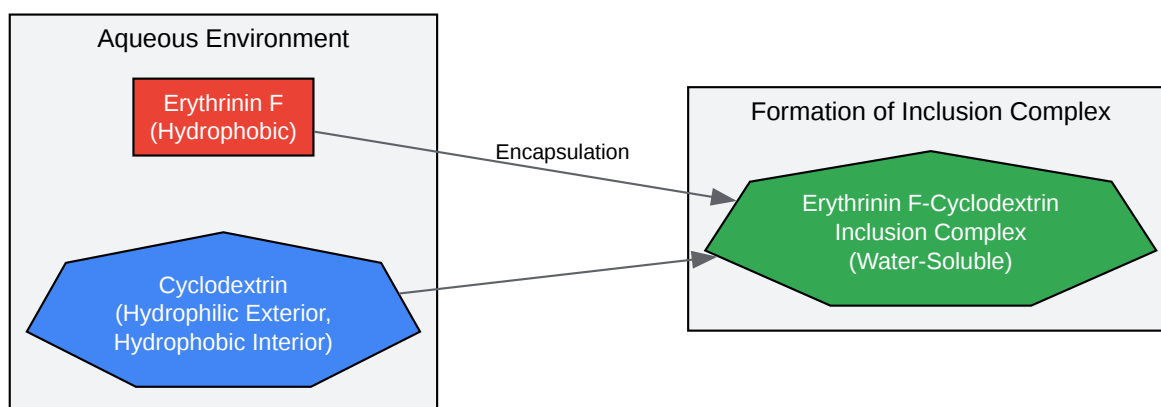 Aqueous Environment
Erythrinin F
(Hydrophobic)
Cyclodextrin
(Hydrophilic Exterior,
Hydrophobic Interior)
Encapsulation
Formation of Inclusion Complex
Erythrinin F-Cyclodextrin
Inclusion Complex
(Water-Soluble)